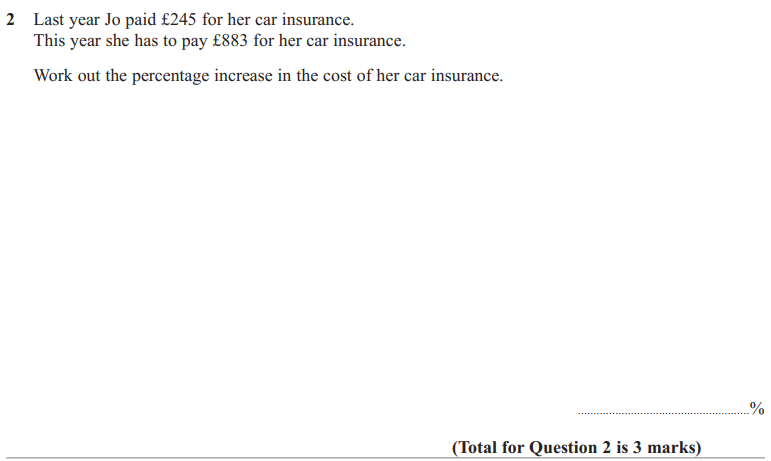 2 Last year Jo paid £245 for her car insurance.
This year she has to pay £883 for her car insurance.
Work out the percentage increase in the cost of her car insurance.
.......................................................%
(Total for Question 2 is 3 marks)